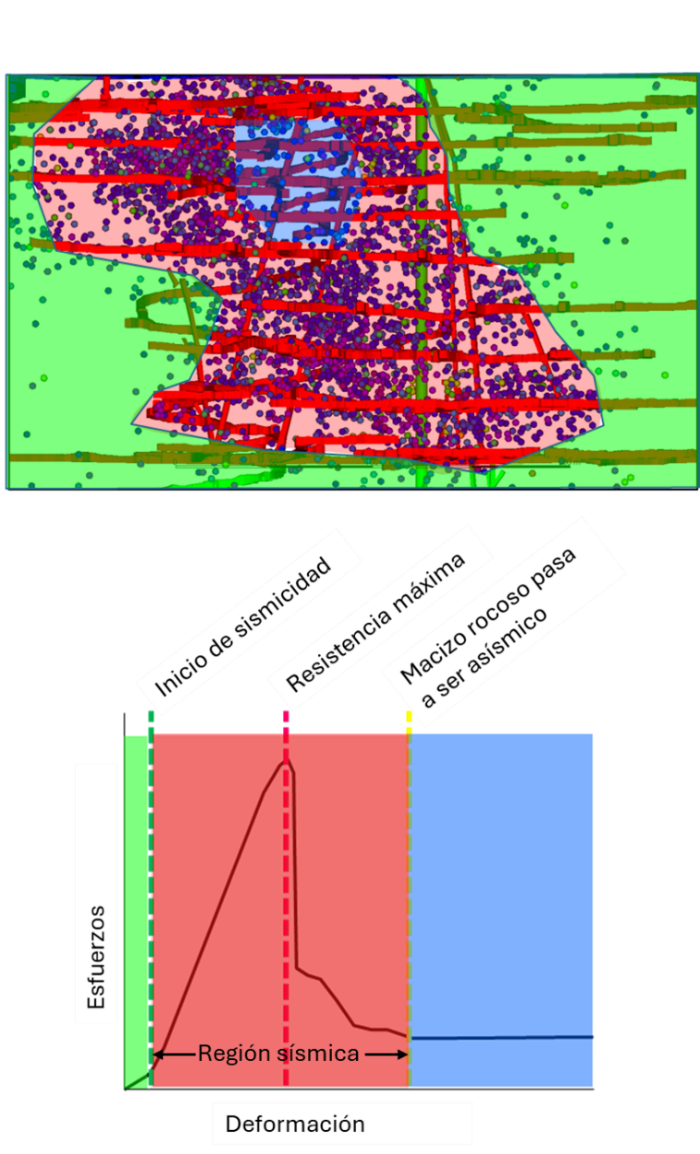 Inicio de sismicidad
Resistencia máxima
Macizo rocoso pasa
a ser asísmico
Esfuerzos
Región sísmica
Deformación